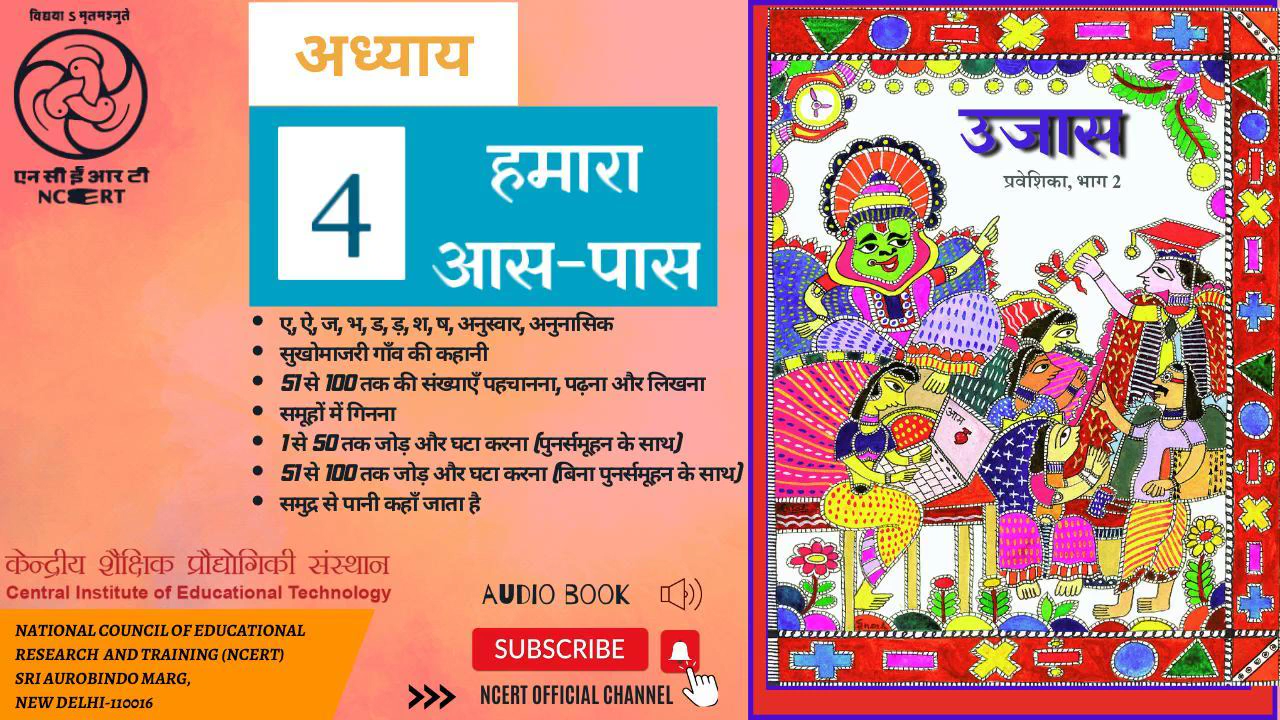 विद्यया ऽ मृतमश्नुते
एन सी ई आर टी
NCERT
अध्याय
4
हमारा
आस-पास
ए, ऐ, ज, भ, ड, ड़, श, ष, अनुस्वार, अनुनासिक
सुखोमाजरी गाँव की कहानी
51 से 100 तक की संख्याएँ पहचानना, पढ़ना और लिखना
समूहों में गिनना
1 से 50 तक जोड़ और घटा करना (पुनर्समूहन के साथ)
51 से 100 तक जोड़ और घटा करना (बिना पुनर्समूहन के साथ)
समुद्र से पानी कहाँ जाता है
केन्द्रीय शैक्षिक प्रौद्योगिकी संस्थान
Central Institute of Educational Technology
NATIONAL COUNCIL OF EDUCATIONAL
RESEARCH AND TRAINING (NCERT)
SRI AUROBINDO MARG,
NEW DELHI-110016
AUDIO BOOK
SUBSCRIBE
NCERT OFFICIAL CHANNEL
उजास
प्रवेशिका, भाग 2
आम